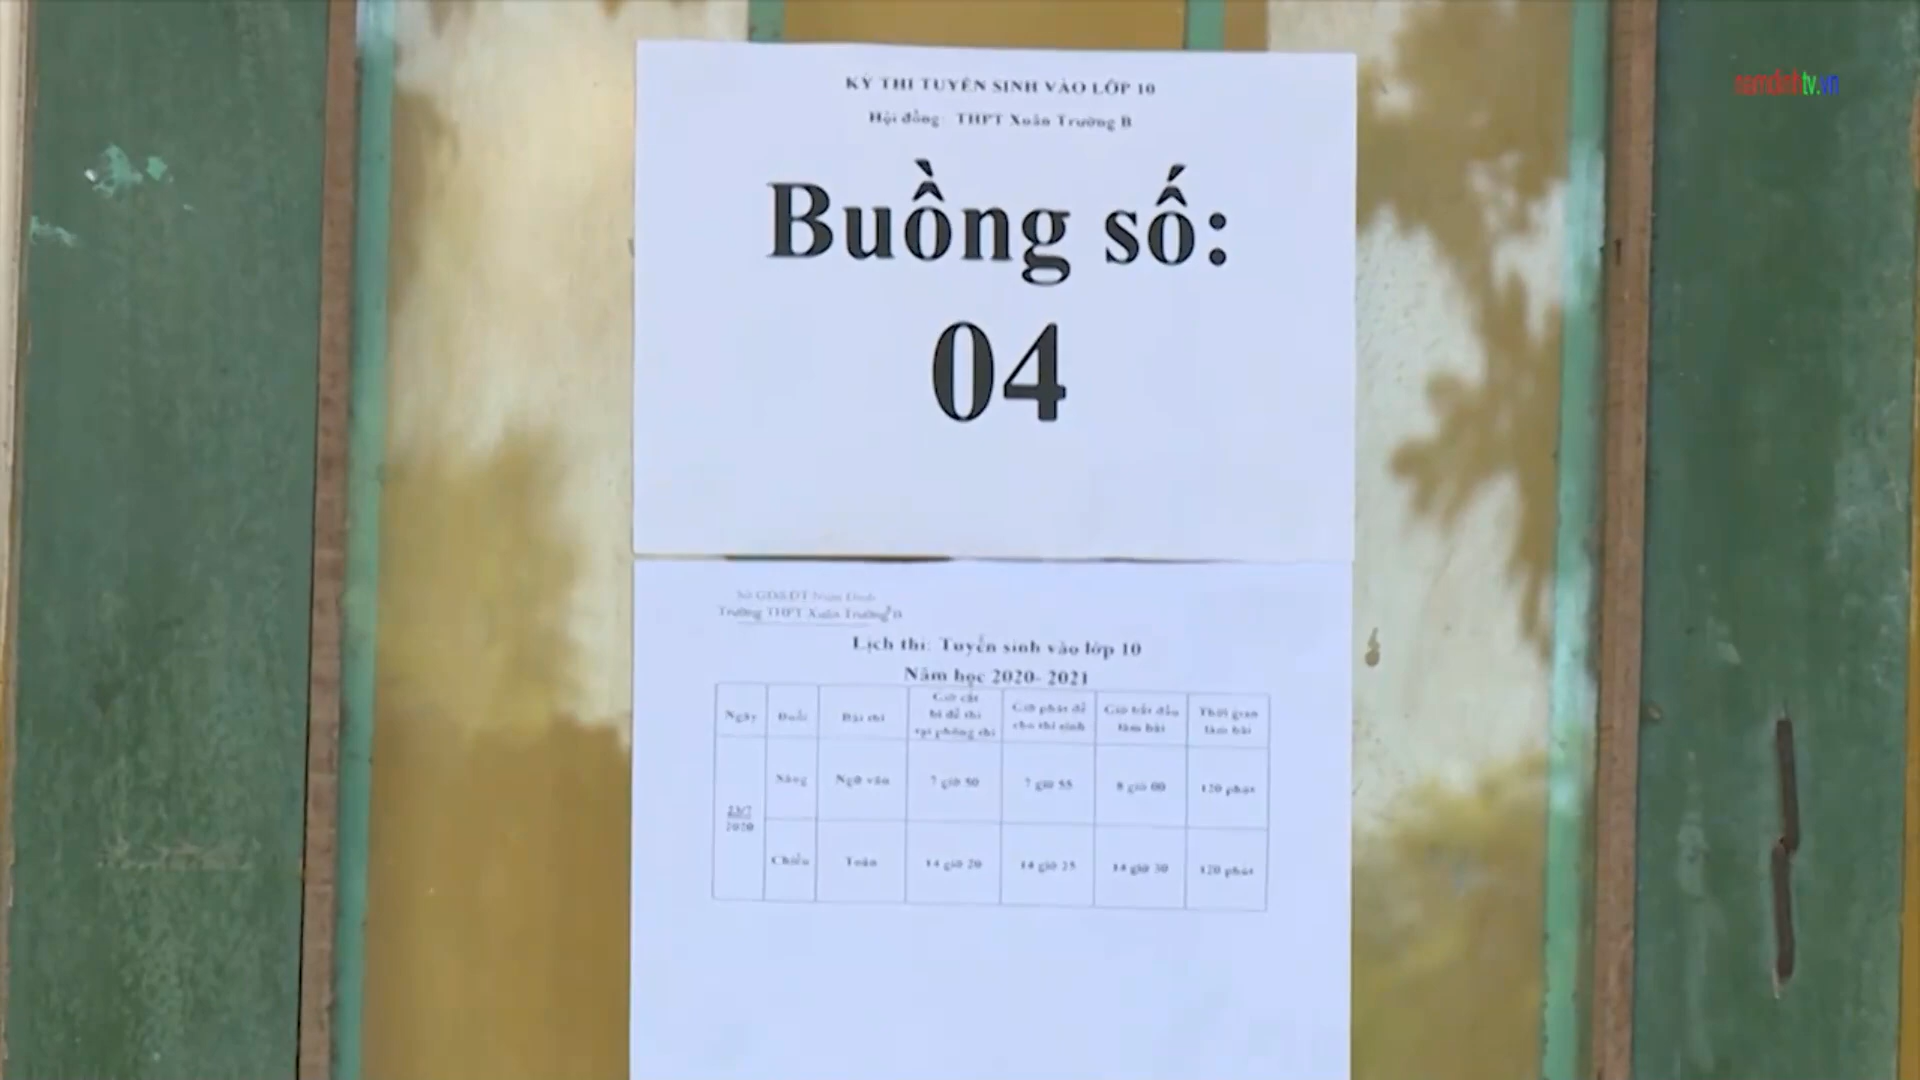 namdinhtv.vn
KỲ THI TUYỂN SINH VÀO LỚP 10
Hội đồng: THPT Xuân Trường B
Buồng số:
04
Sở GD&ĐT Nam Định
Trường THPT Xuân Trường B
Lịch thi: Tuyển sinh vào lớp 10
Năm học 2020- 2021
Ngày Buổi Bài thi Giờ cắt bì đề thi tại phòng thi Giờ phát đề cho thí sinh Giờ bắt đầu làm bài Thời gian làm bài
23/7 2020 Sáng Ngữ văn 7 giờ 50 7 giờ 55 8 giờ 00 120 phút
Chiều Toán 14 giờ 20 14 giờ 25 14 giờ 30 120 phút